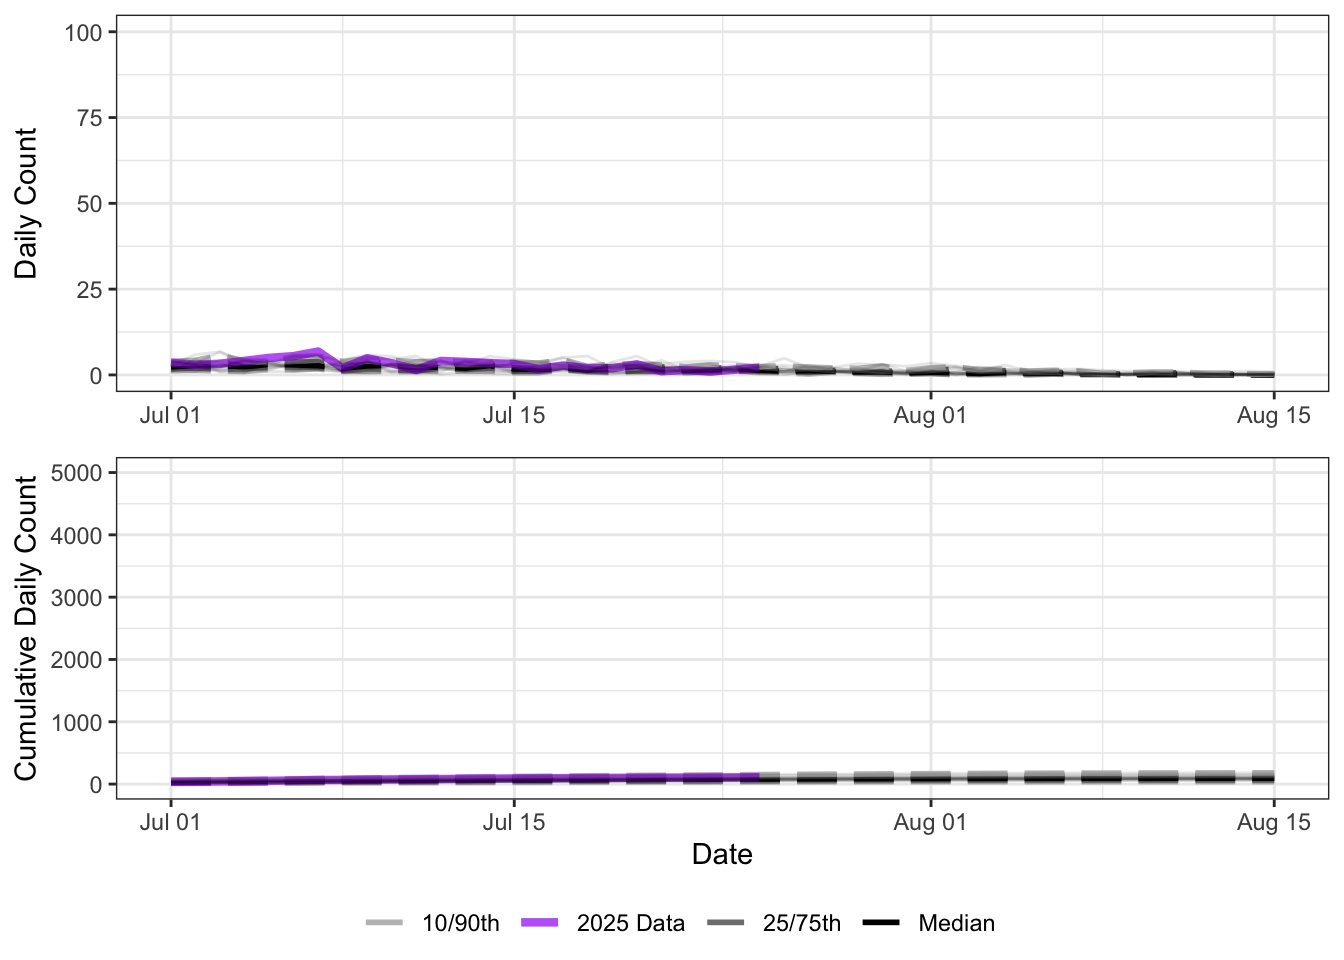 Daily Count
100
75
50
25
0
Jul 01 Jul 15 Aug 01 Aug 15
Cumulative Daily Count
5000
4000
3000
2000
1000
0
Jul 01 Jul 15 Aug 01 Aug 15
Date
10/90th 2025 Data 25/75th Median